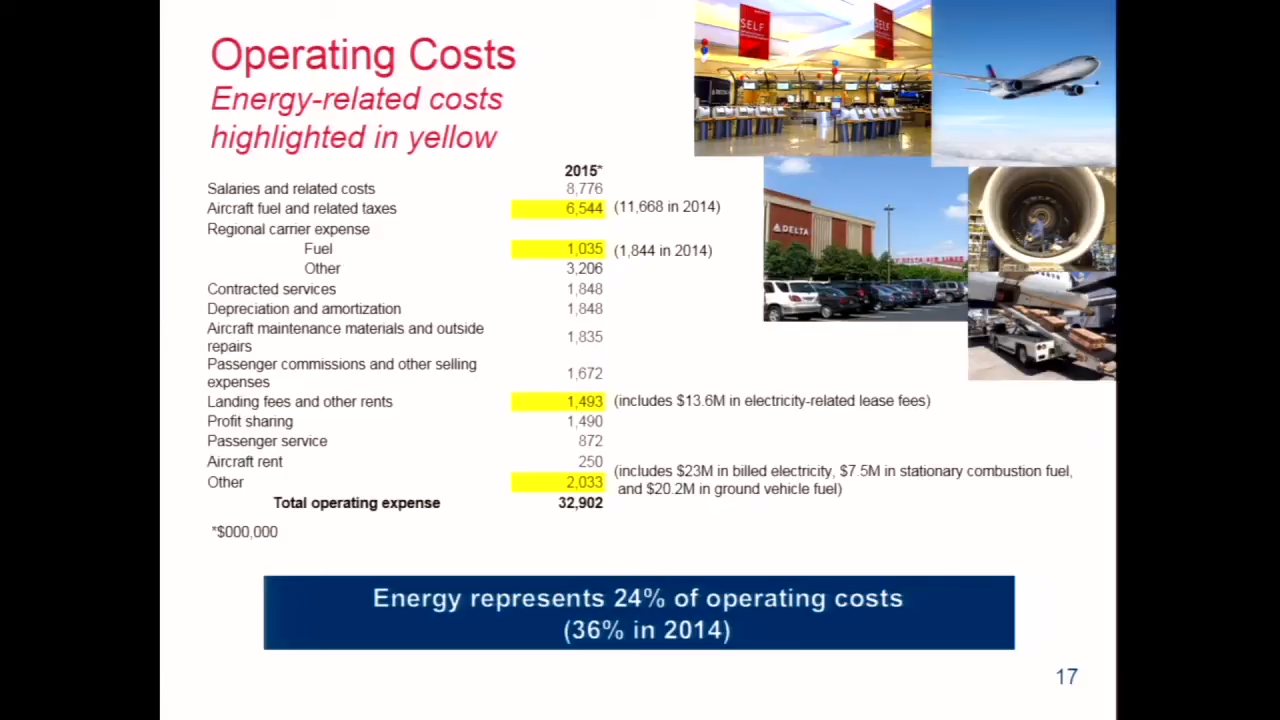 Operating Costs
Energy-related costs
highlighted in yellow
2015*
Salaries and related costs 8,776
Aircraft fuel and related taxes 6,544 (11,668 in 2014)
Regional carrier expense
Fuel 1,035 (1,844 in 2014)
Other 3,206
Contracted services 1,848
Depreciation and amortization 1,848
Aircraft maintenance materials and outside
repairs 1,835
Passenger commissions and other selling
expenses 1,672
Landing fees and other rents 1,493 (includes $13.6M in electricity-related lease fees)
Profit sharing 1,490
Passenger service 872
Aircraft rent 250
Other 2,033 (includes $23M in billed electricity, $7.5M in stationary combustion fuel,
and $20.2M in ground vehicle fuel)
Total operating expense 32,902
*$000,000
Energy represents 24% of operating costs
(36% in 2014)
17
SELF
SELF
DELTA
DELTA AIR LINES